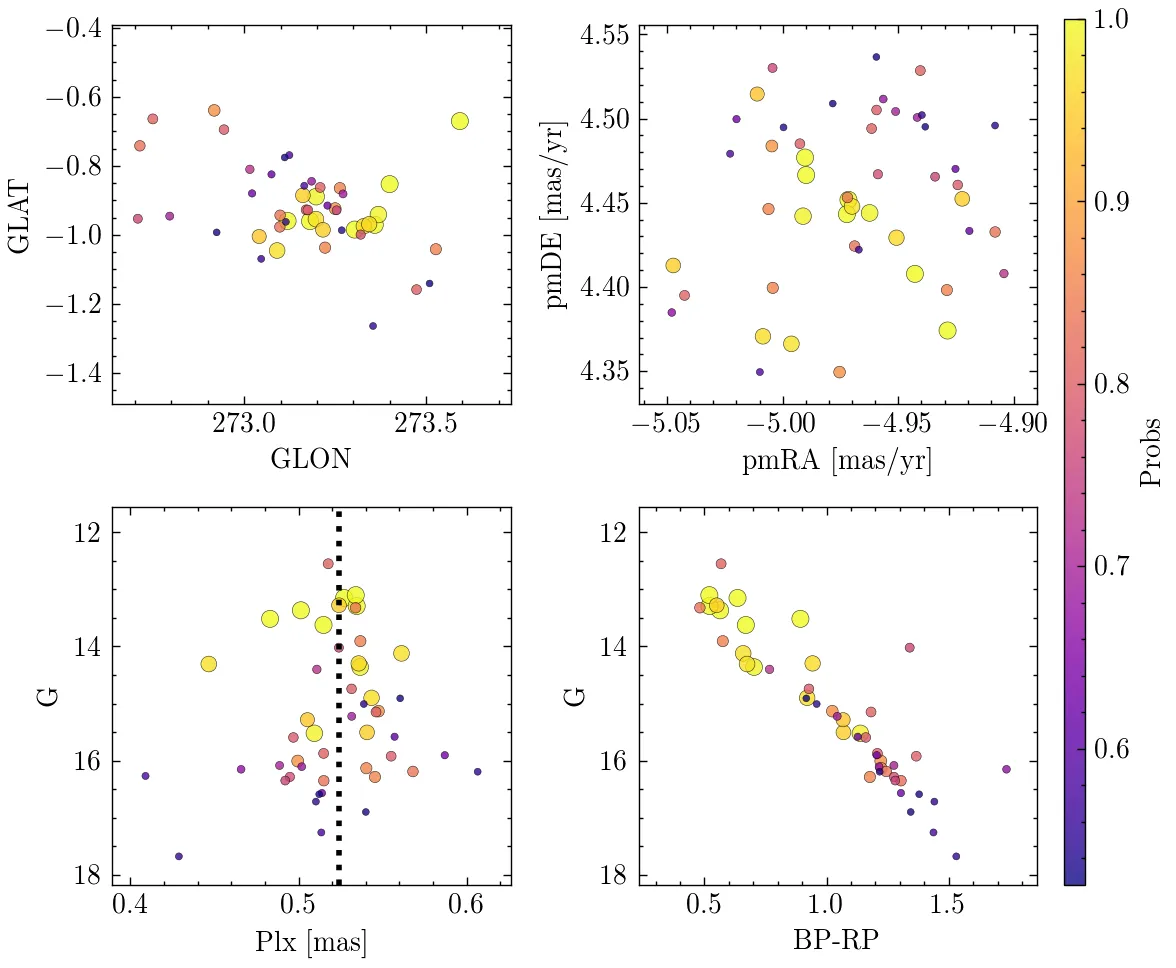 −0.4
−0.6
−0.8
−1.0
−1.2
−1.4
GLAT
273.0 273.5
GLON
4.55
4.50
4.45
4.40
4.35
pmDE [mas/yr]
−5.05 −5.00 −4.95 −4.90
pmRA [mas/yr]
12
14
16
18
G
0.4 0.5 0.6
Plx [mas]
12
14
16
18
G
0.5 1.0 1.5
BP-RP
1.0
0.9
0.8
0.7
0.6
Probs